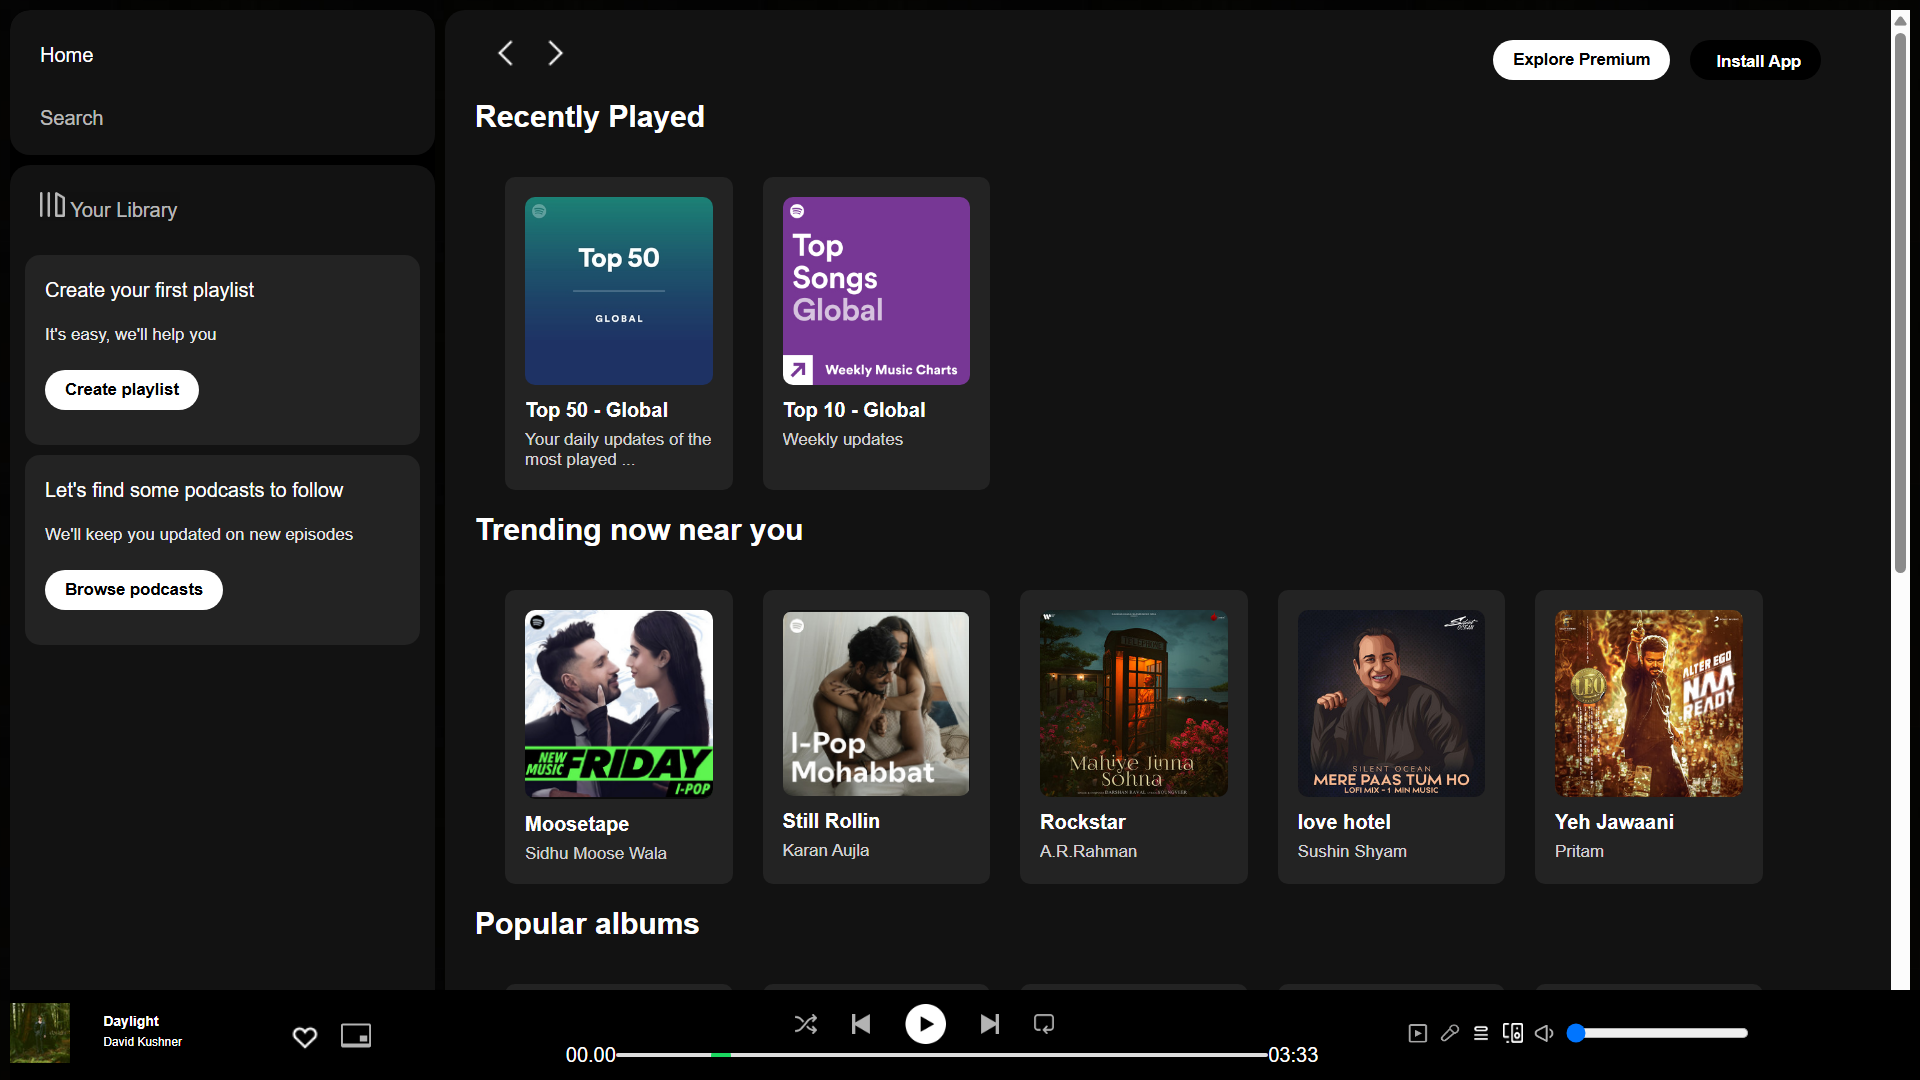 Home
Search
Your Library
Create your first playlist
It's easy, we'll help you
Create playlist
Let's find some podcasts to follow
We'll keep you updated on new episodes
Browse podcasts
Explore Premium
Install App
Recently Played
Top 50
GLOBAL
Top 50 - Global
Your daily updates of the
most played ...
Top
Songs
Global
Weekly Music Charts
Top 10 - Global
Weekly updates
Trending now near you
NEW
MUSIC
FRIDAY
I-POP
Moosetape
Sidhu Moose Wala
I-Pop
Mohabbat
Still Rollin
Karan Aujla
Mahiye Jinna
Sohna
Rockstar
A.R.Rahman
Silent
OCEAN
SILENT OCEAN
MERE PAAS TUM HO
LOFI MIX - 1 MIN MUSIC
love hotel
Sushin Shyam
LEO
ALTER EGO
NAA
READY
Yeh Jawaani
Pritam
Popular albums
Daylight
David Kushner
00.00
03:33